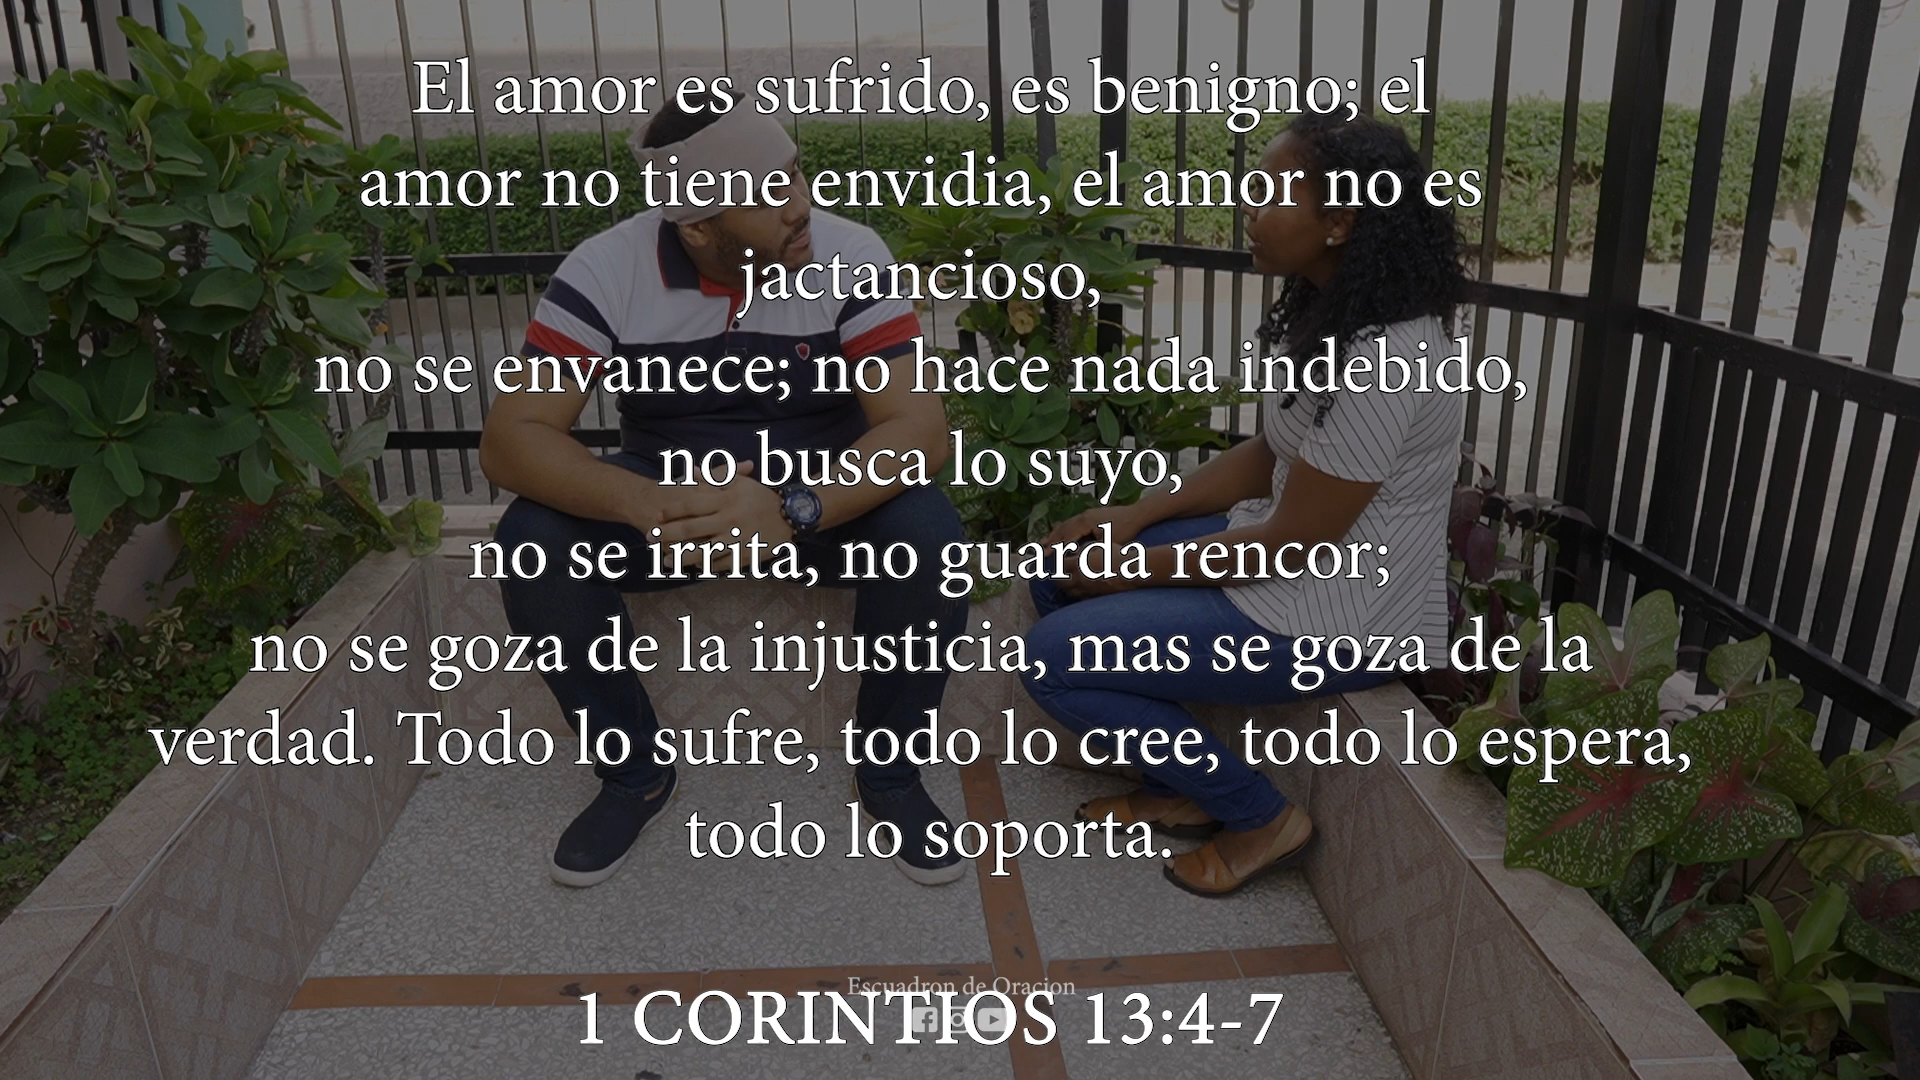 El amor es sufrido, es benigno; el
amor no tiene envidia, el amor no es
jactancioso,
no se envanece; no hace nada indebido,
no busca lo suyo,
no se irrita, no guarda rencor;
no se goza de la injusticia, mas se goza de la
verdad. Todo lo sufre, todo lo cree, todo lo espera,
todo lo soporta.
Escuadron de Oracion
1 CORINTIOS 13:4-7